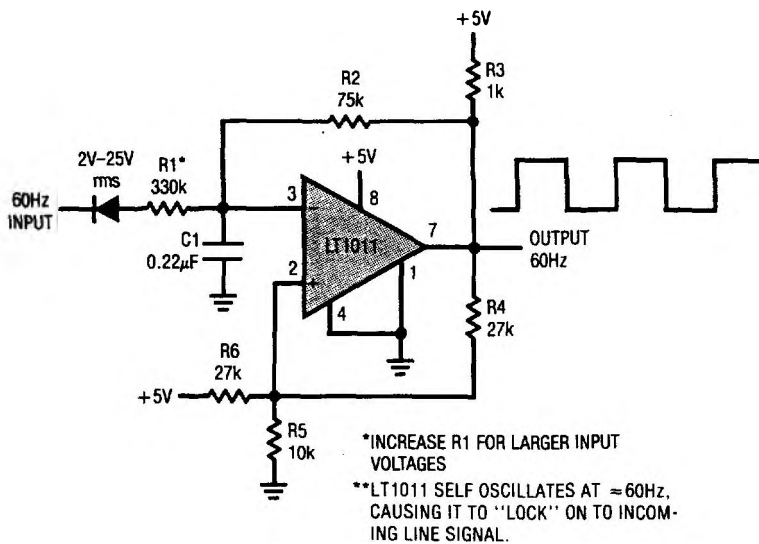 +5V
R3
1k
R2
75k
2V–25V
rms
R1*
330k
+5V
60Hz
INPUT
3
–
8
C1
0.22µF
LT1011
7
OUTPUT
60Hz
2
+
1
4
R4
27k
R6
27k
+5V
R5
10k
*INCREASE R1 FOR LARGER INPUT
VOLTAGES
**LT1011 SELF OSCILLATES AT ≈60Hz,
CAUSING IT TO "LOCK" ON TO INCOM-
ING LINE SIGNAL.